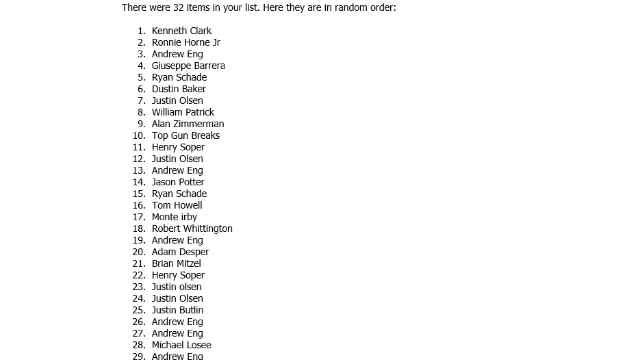 There were 32 items in your list. Here they are in random order:
1. Kenneth Clark
2. Ronnie Horne Jr
3. Andrew Eng
4. Giuseppe Barrera
5. Ryan Schade
6. Dustin Baker
7. Justin Olsen
8. William Patrick
9. Alan Zimmerman
10. Top Gun Breaks
11. Henry Soper
12. Justin Olsen
13. Andrew Eng
14. Jason Potter
15. Ryan Schade
16. Tom Howell
17. Monte irby
18. Robert Whittington
19. Andrew Eng
20. Adam Desper
21. Brian Mitzel
22. Henry Soper
23. Justin olsen
24. Justin Olsen
25. Justin Butlin
26. Andrew Eng
27. Andrew Eng
28. Michael Losee
29. Andrew Eng